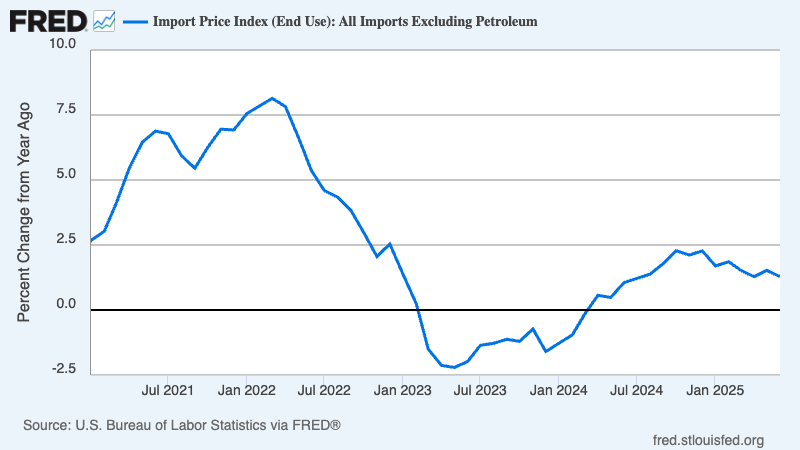 FRED
Import Price Index (End Use): All Imports Excluding Petroleum
Percent Change from Year Ago
10.0
7.5
5.0
2.5
0.0
-2.5
Jul 2021 Jan 2022 Jul 2022 Jan 2023 Jul 2023 Jan 2024 Jul 2024 Jan 2025
Source: U.S. Bureau of Labor Statistics via FRED®
fred.stlouisfed.org